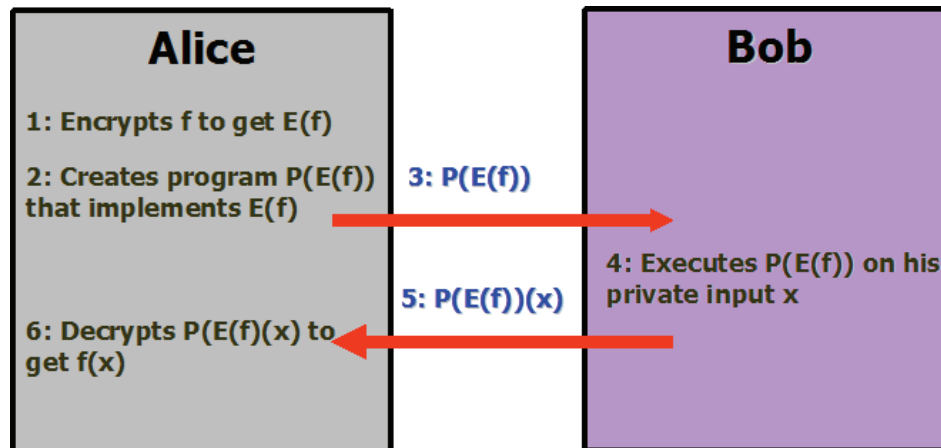 Alice
1: Encrypts f to get E(f)
2: Creates program P(E(f))
that implements E(f)
3: P(E(f))
Bob
4: Executes P(E(f)) on his
private input x
5: P(E(f))(x)
6: Decrypts P(E(f)(x) to
get f(x)